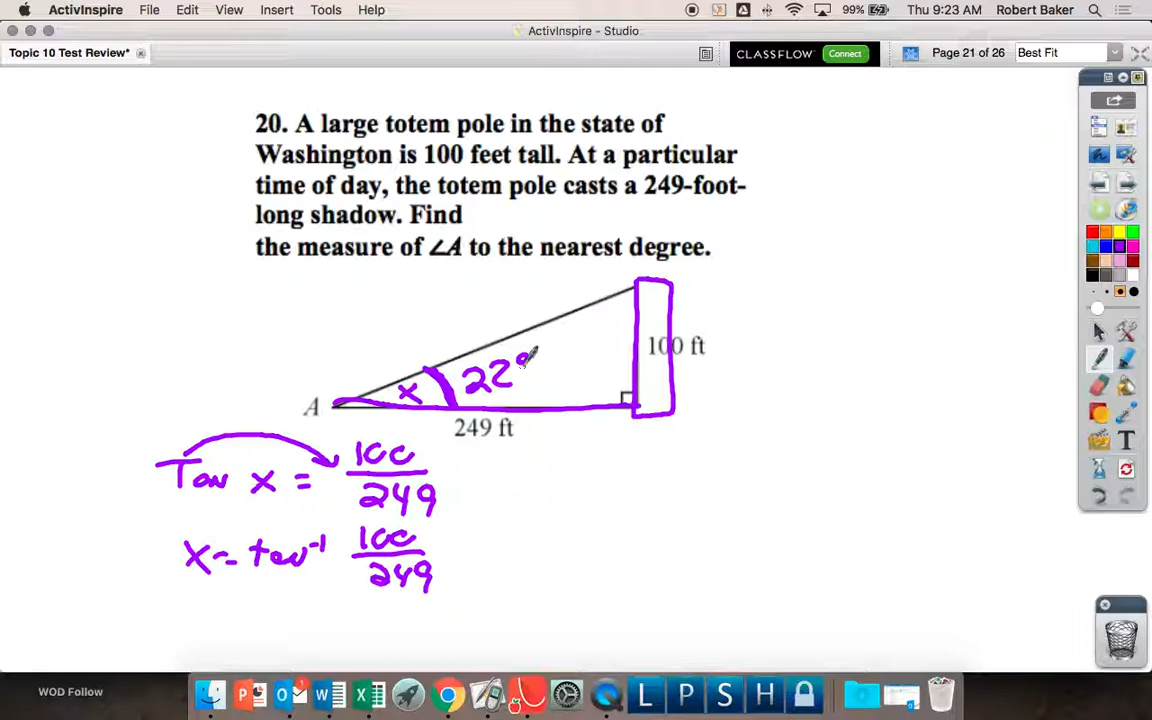 ActivInspire File Edit View Insert Tools Help 99% Thu 9:23 AM Robert Baker
ActivInspire - Studio
Topic 10 Test Review* CLASSFLOW Connect Page 21 of 26 Best Fit
20. A large totem pole in the state of
Washington is 100 feet tall. At a particular
time of day, the totem pole casts a 249-foot-
long shadow. Find
the measure of ∠A to the nearest degree.
100 ft
22°
x
A
249 ft
Tan x = 100/249
x = tan⁻¹ 100/249
T
WOD Follow
L P S H